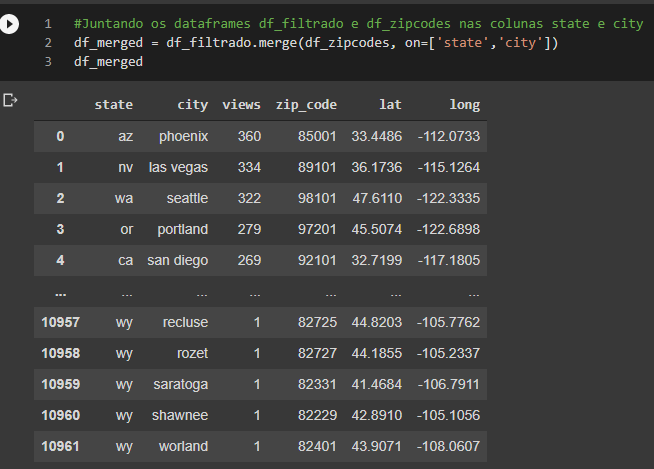 1 #Juntando os dataframes df_filtrado e df_zipcodes nas colunas state e city
2 df_merged = df_filtrado.merge(df_zipcodes, on=['state','city'])
3 df_merged
state city views zip_code lat long
0 az phoenix 360 85001 33.4486 -112.0733
1 nv las vegas 334 89101 36.1736 -115.1264
2 wa seattle 322 98101 47.6110 -122.3335
3 or portland 279 97201 45.5074 -122.6898
4 ca san diego 269 92101 32.7199 -117.1805
... ... ... ... ... ... ...
10957 wy recluse 1 82725 44.8203 -105.7762
10958 wy rozet 1 82727 44.1855 -105.2337
10959 wy saratoga 1 82331 41.4684 -106.7911
10960 wy shawnee 1 82229 42.8910 -105.1056
10961 wy worland 1 82401 43.9071 -108.0607